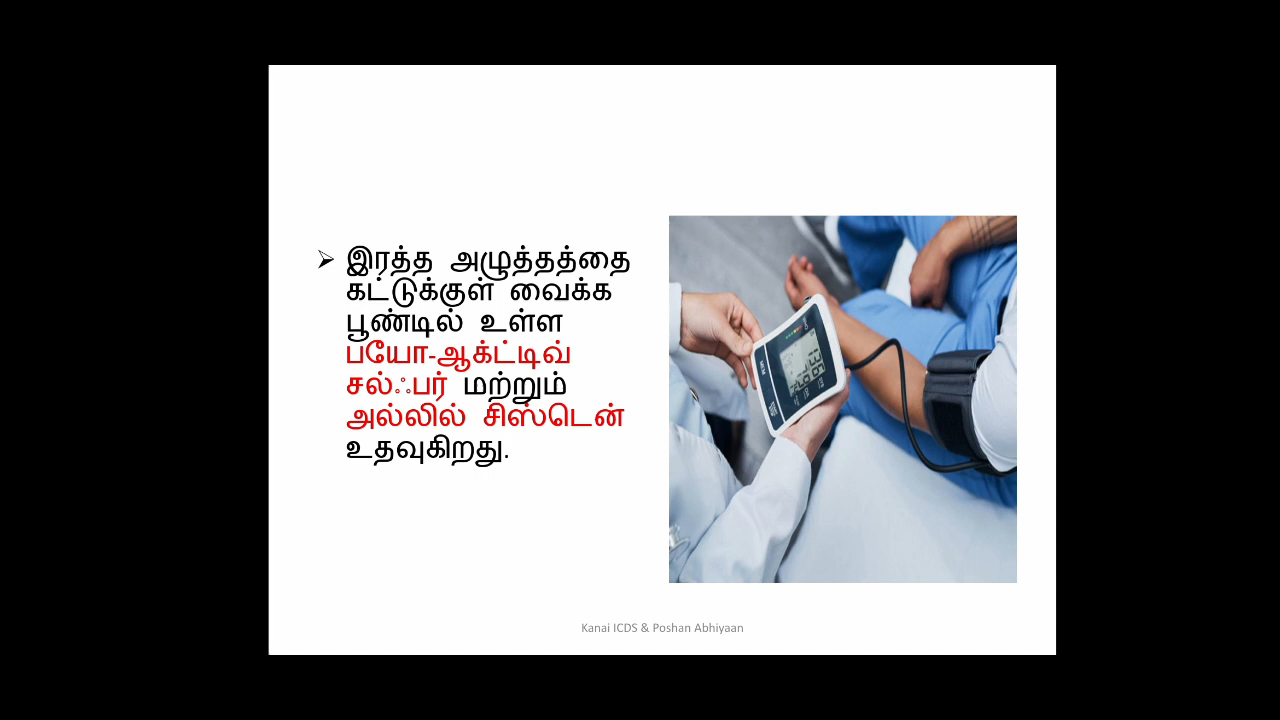 ➢ இரத்த அழுத்தத்தை
கட்டுக்குள் வைக்க
பூண்டில் உள்ள
பயோ-ஆக்ட்டிவ்
சல்ஃபர் மற்றும்
அல்லில் சிஸ்டென்
உதவுகிறது.
Kanai ICDS & Poshan Abhiyaan